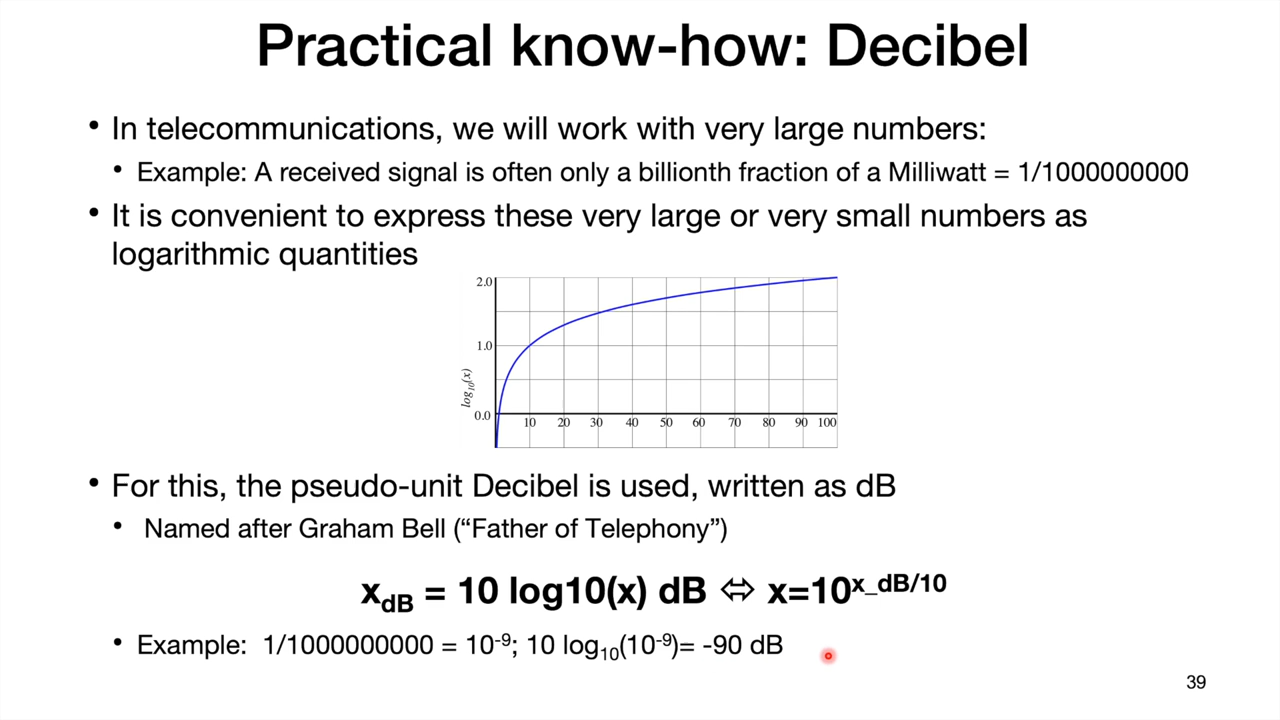 Practical know-how: Decibel
• In telecommunications, we will work with very large numbers:
• Example: A received signal is often only a billionth fraction of a Milliwatt = 1/1000000000
• It is convenient to express these very large or very small numbers as
logarithmic quantities
2.0
1.0
0.0
log10(x)
10 20 30 40 50 60 70 80 90 100
• For this, the pseudo-unit Decibel is used, written as dB
• Named after Graham Bell (“Father of Telephony”)
xdB = 10 log10(x) dB ⇔ x=10^x_dB/10
• Example: 1/1000000000 = 10^-9; 10 log10(10^-9)= -90 dB
39